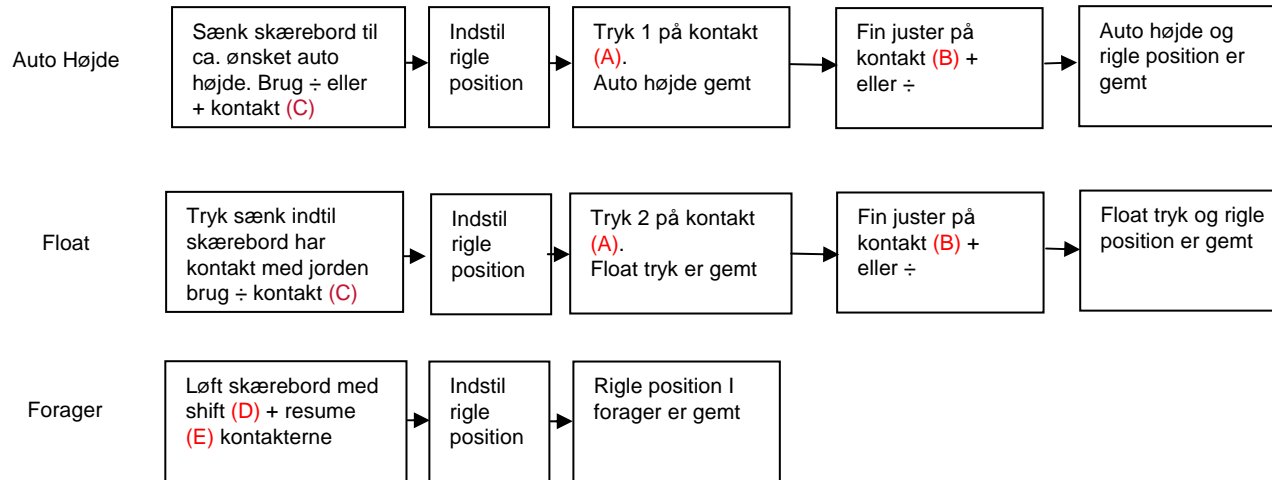 Auto Højde
Sænk skærebord til
ca. ønsket auto
højde. Brug ÷ eller
+ kontakt (C)
Indstil
rigle
position
Tryk 1 på kontakt
(A).
Auto højde gemt
Fin juster på
kontakt (B) +
eller ÷
Auto højde og
rigle position er
gemt
Float
Tryk sænk indtil
skærebord har
kontakt med jorden
brug ÷ kontakt (C)
Indstil
rigle
position
Tryk 2 på kontakt
(A).
Float tryk er gemt
Fin juster på
kontakt (B) +
eller ÷
Float tryk og rigle
position er gemt
Forager
Løft skærebord med
shift (D) + resume
(E) kontakterne
Indstil
rigle
position
Rigle position I
forager er gemt